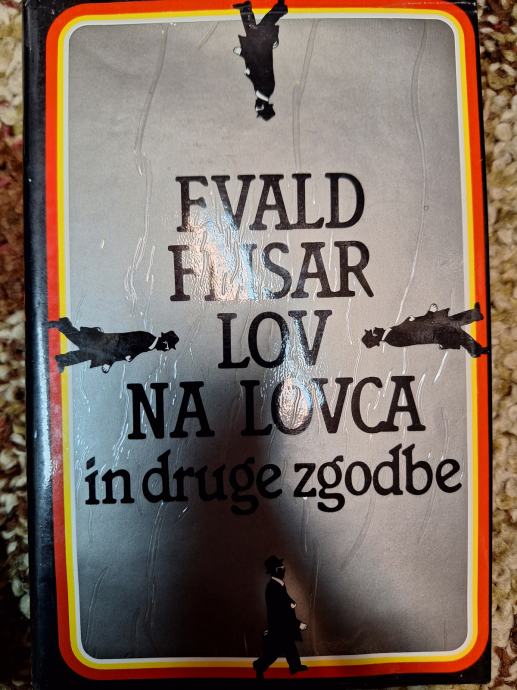 EVALD
FLISAR
LOV
NA LOVCA
in druge zgodbe